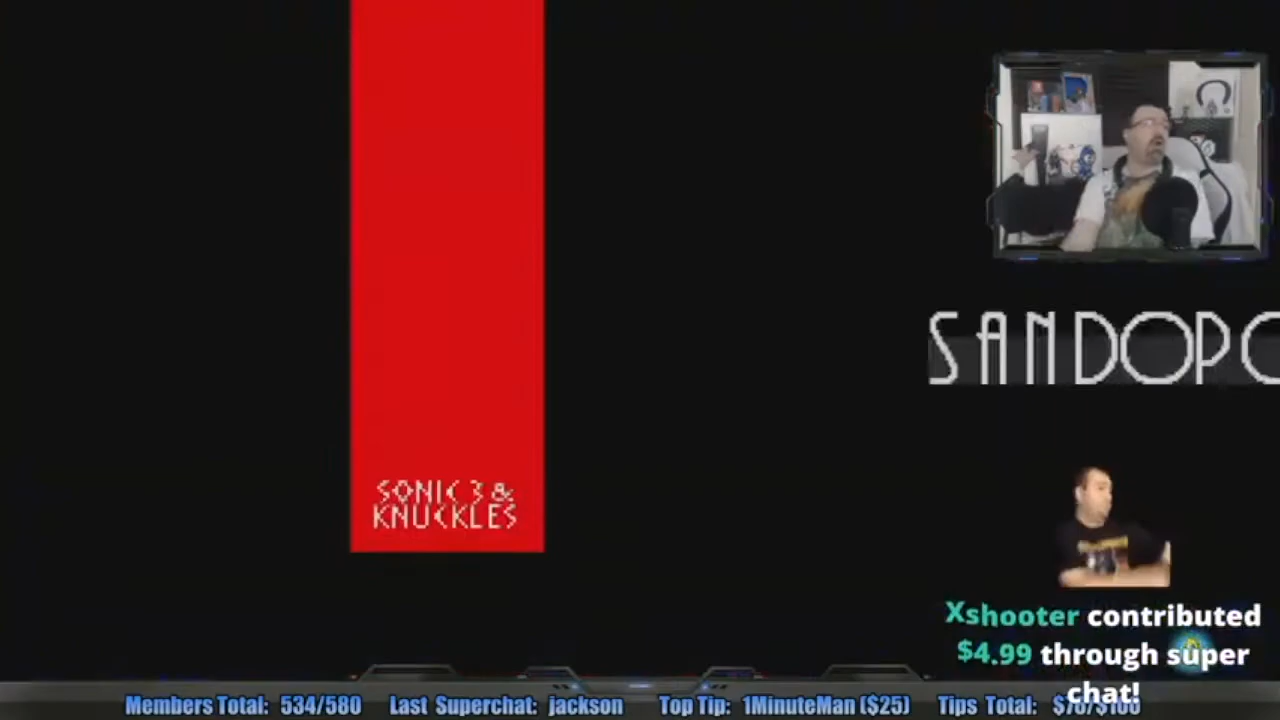 SANDOPO
SONIC 3 &
KNUCKLES
Xshooter contributed
$4.99 through super
chat!
Members Total: 534/580 Last Superchat: jackson Top Tip: 1MinuteMan ($25) Tips Total: